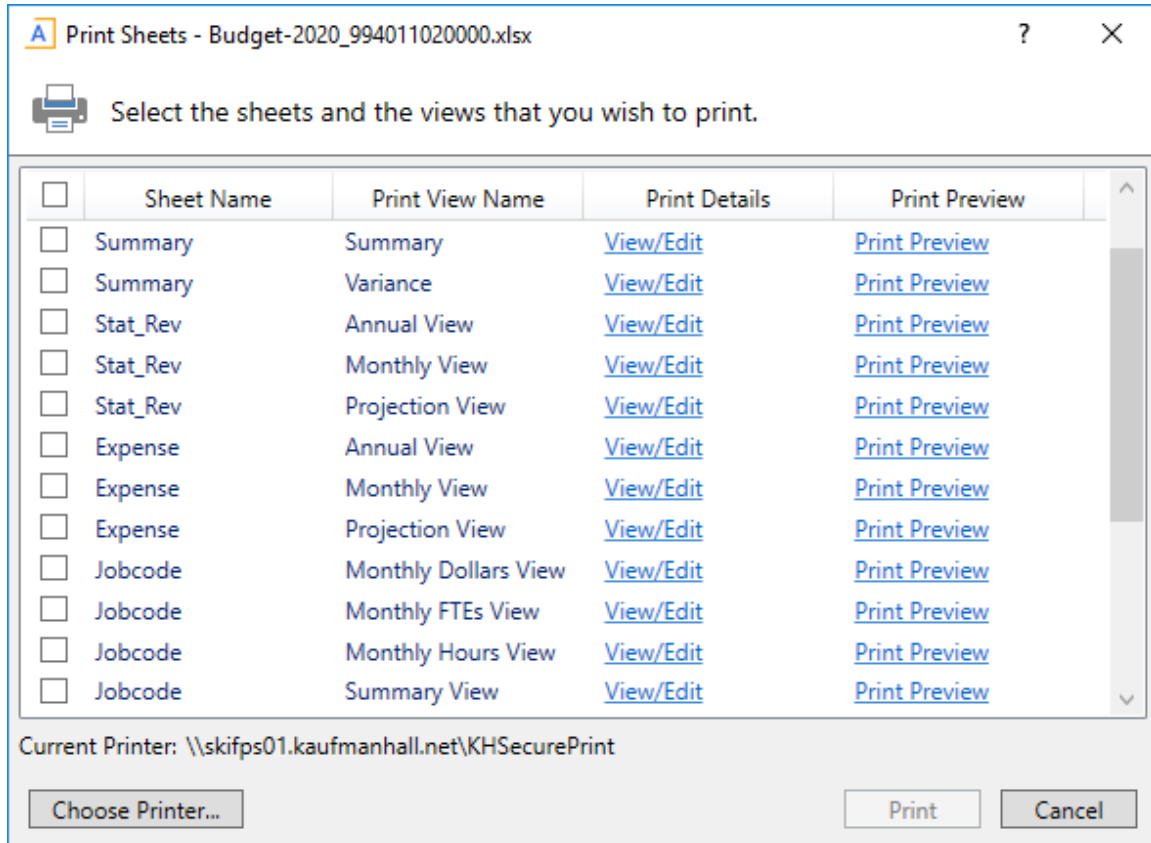 A Print Sheets - Budget-2020_994011020000.xlsx ?
Select the sheets and the views that you wish to print.
Sheet Name Print View Name Print Details Print Preview
Summary Summary View/Edit Print Preview
Summary Variance View/Edit Print Preview
Stat_Rev Annual View View/Edit Print Preview
Stat_Rev Monthly View View/Edit Print Preview
Stat_Rev Projection View View/Edit Print Preview
Expense Annual View View/Edit Print Preview
Expense Monthly View View/Edit Print Preview
Expense Projection View View/Edit Print Preview
Jobcode Monthly Dollars View View/Edit Print Preview
Jobcode Monthly FTEs View View/Edit Print Preview
Jobcode Monthly Hours View View/Edit Print Preview
Jobcode Summary View View/Edit Print Preview
Current Printer: \\skifps01.kaufmanhall.net\KHSecurePrint
Choose Printer... Print Cancel